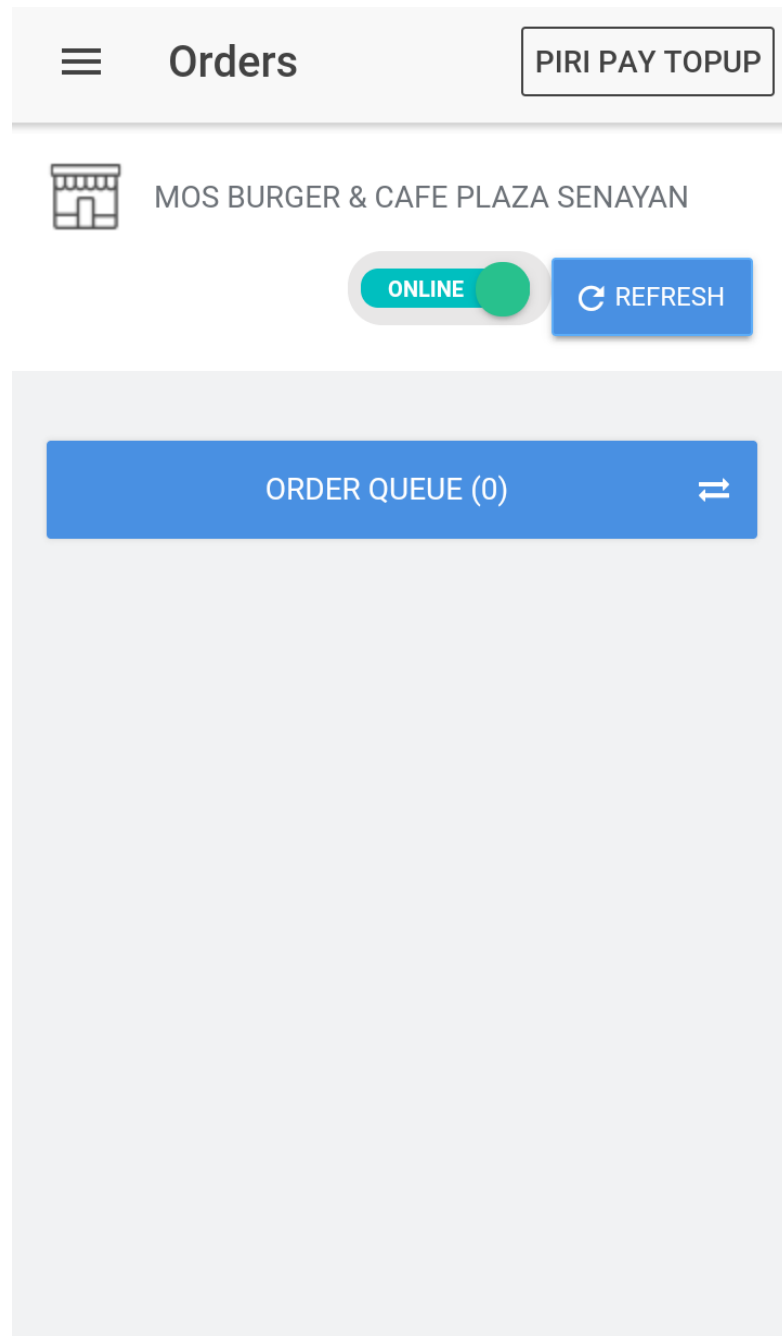 Orders
PIRI PAY TOPUP
MOS BURGER & CAFE PLAZA SENAYAN
ONLINE
REFRESH
ORDER QUEUE (0)